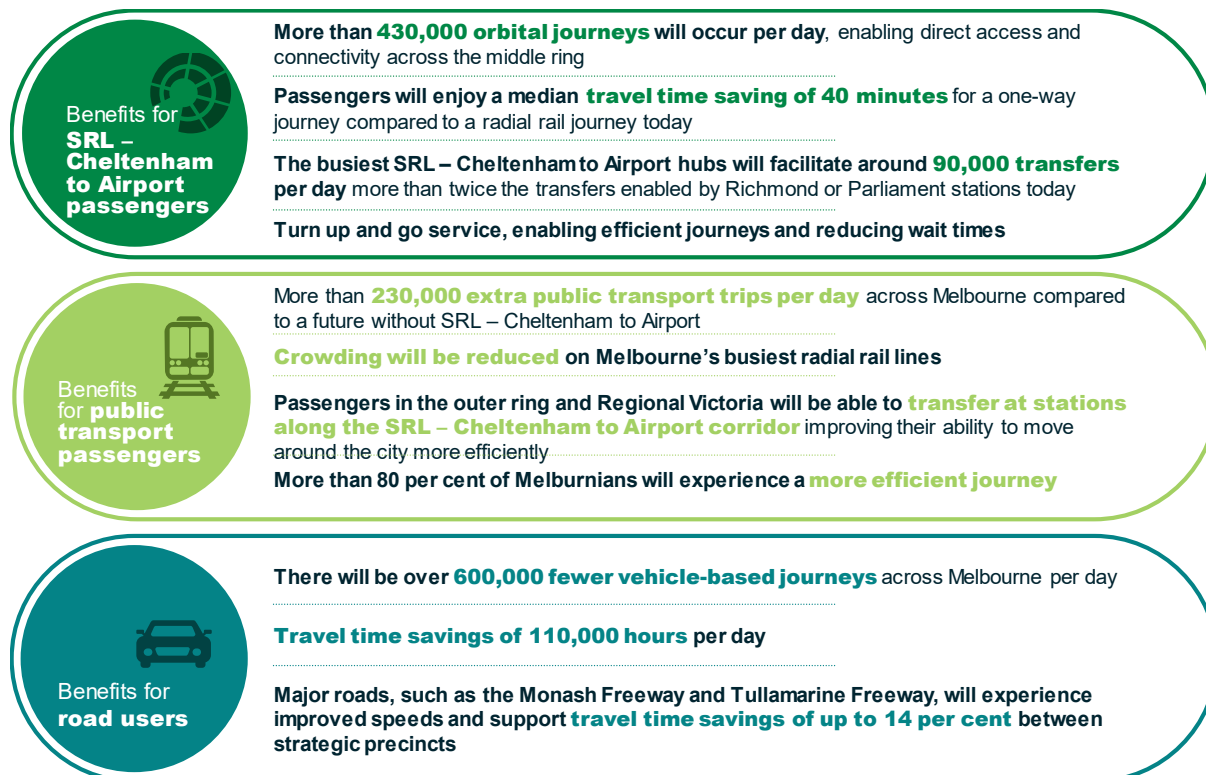 Benefits for
SRL –
Cheltenham
to Airport
passengers
More than 430,000 orbital journeys will occur per day, enabling direct access and
connectivity across the middle ring
Passengers will enjoy a median travel time saving of 40 minutes for a one-way
journey compared to a radial rail journey today
The busiest SRL – Cheltenham to Airport hubs will facilitate around 90,000 transfers
per day more than twice the transfers enabled by Richmond or Parliament stations today
Turn up and go service, enabling efficient journeys and reducing wait times
Benefits
for public
transport
passengers
More than 230,000 extra public transport trips per day across Melbourne compared
to a future without SRL – Cheltenham to Airport
Crowding will be reduced on Melbourne's busiest radial rail lines
Passengers in the outer ring and Regional Victoria will be able to transfer at stations
along the SRL – Cheltenham to Airport corridor improving their ability to move
around the city more efficiently
More than 80 per cent of Melburnians will experience a more efficient journey
Benefits for
road users
There will be over 600,000 fewer vehicle-based journeys across Melbourne per day
Travel time savings of 110,000 hours per day
Major roads, such as the Monash Freeway and Tullamarine Freeway, will experience
improved speeds and support travel time savings of up to 14 per cent between
strategic precincts